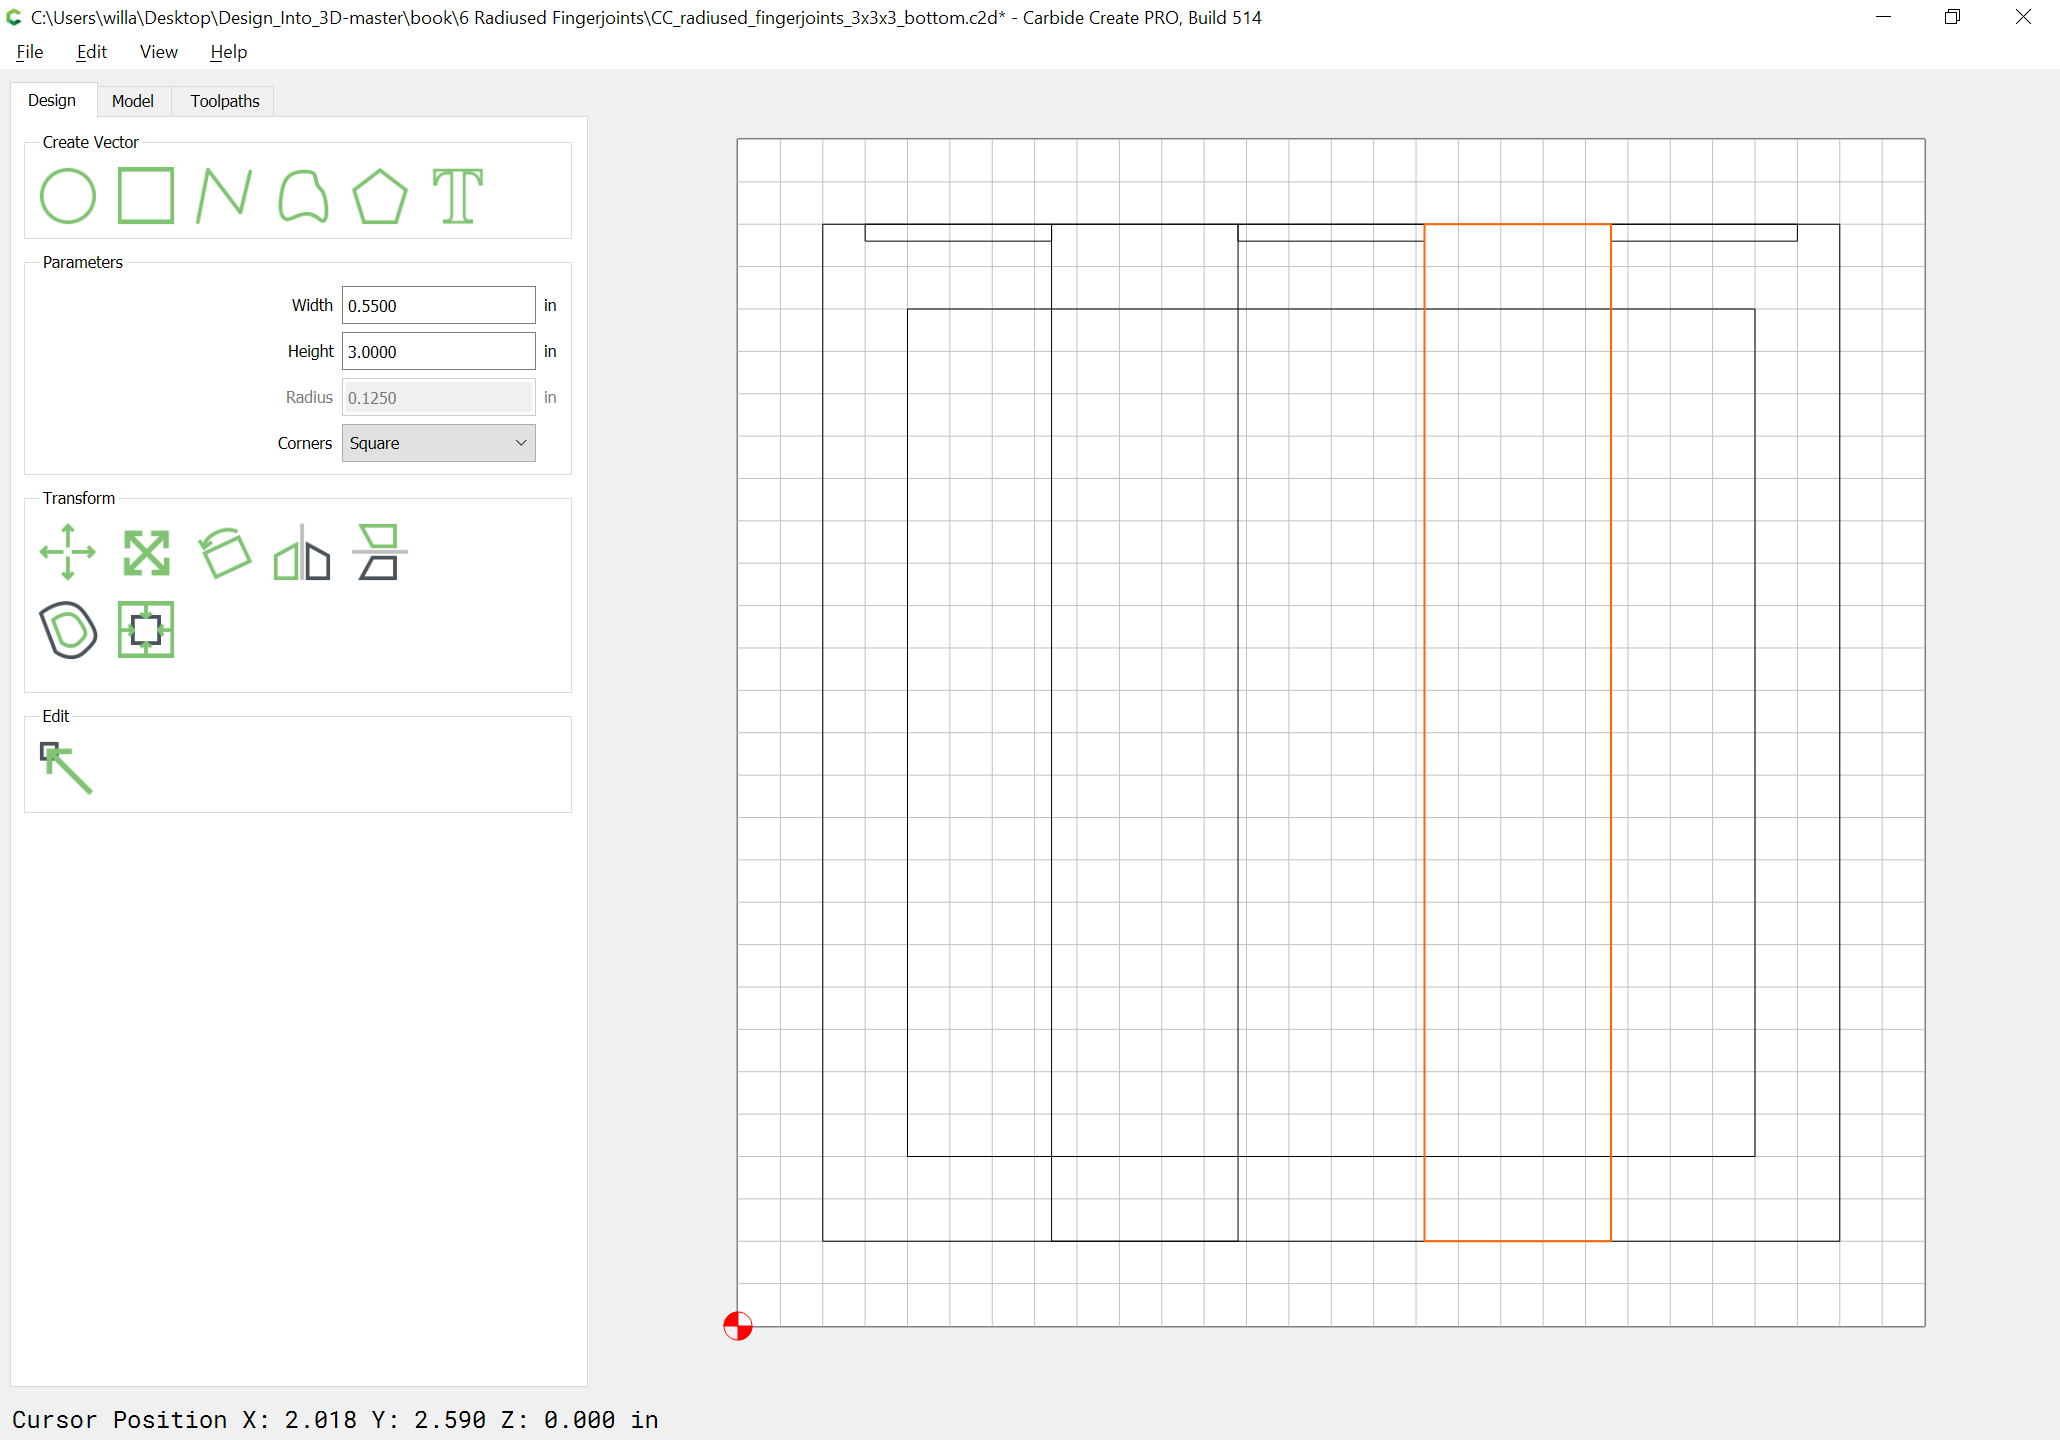 C:\Users\willa\Desktop\Design_Into_3D-master\book\6 Radiused Fingerjoints\CC_radiused_fingerjoints_3x3x3_bottom.c2d* - Carbide Create PRO, Build 514
File Edit View Help
Design Model Toolpaths
Create Vector
Parameters
Width 0.5500 in
Height 3.0000 in
Radius 0.1250 in
Corners Square
Transform
Edit
Cursor Position X: 2.018 Y: 2.590 Z: 0.000 in